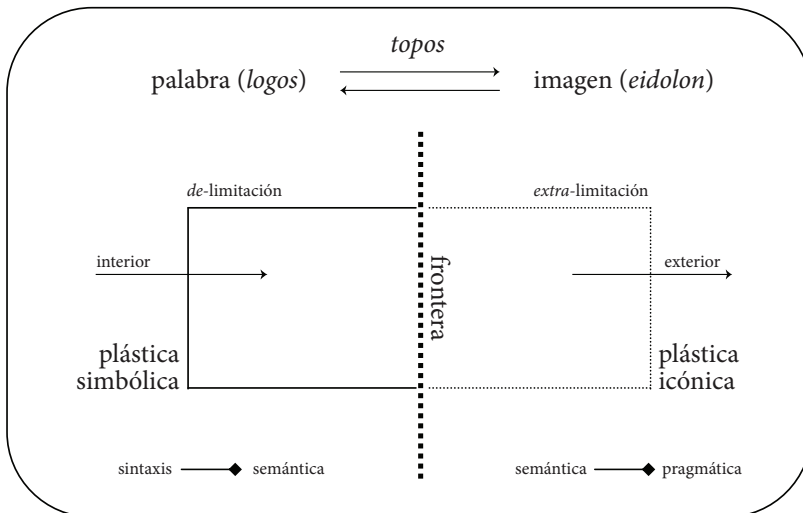 topos
palabra (logos)
imagen (eidolon)
de-limitación
extra-limitación
interior
exterior
frontera
plástica
simbólica
plástica
icónica
sintaxis
semántica
semántica
pragmática